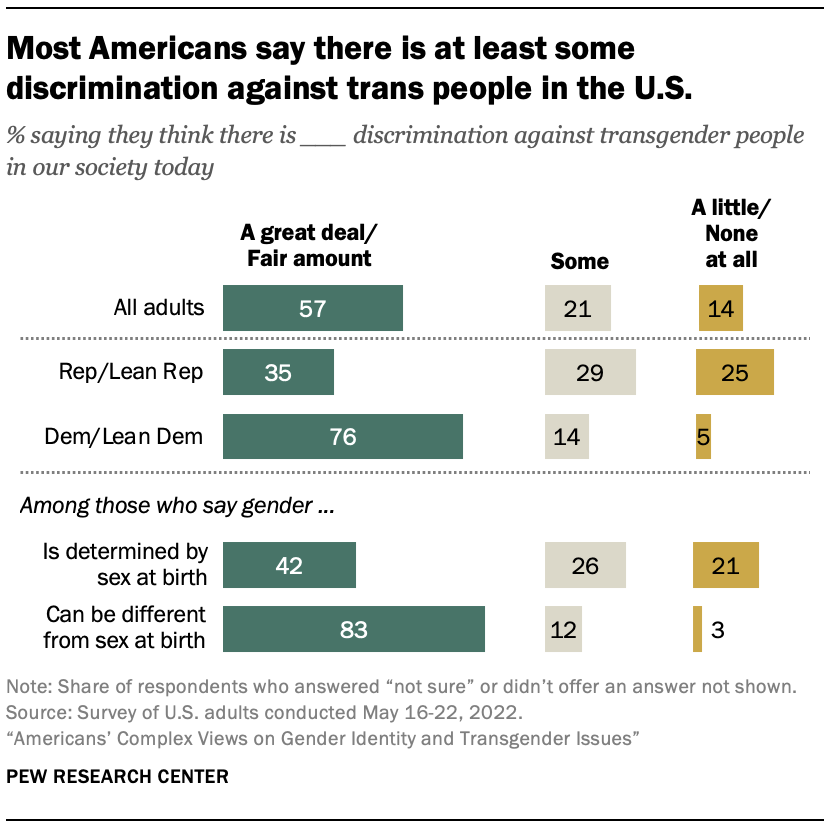 Most Americans say there is at least some
discrimination against trans people in the U.S.
% saying they think there is ___ discrimination against transgender people
in our society today
A great deal/
Fair amount
Some
A little/
None
at all
All adults 57 21 14
Rep/Lean Rep 35 29 25
Dem/Lean Dem 76 14 5
Among those who say gender ...
Is determined by
sex at birth
42 26 21
Can be different
from sex at birth
83 12 3
Note: Share of respondents who answered “not sure” or didn’t offer an answer not shown.
Source: Survey of U.S. adults conducted May 16-22, 2022.
“Americans’ Complex Views on Gender Identity and Transgender Issues”
PEW RESEARCH CENTER